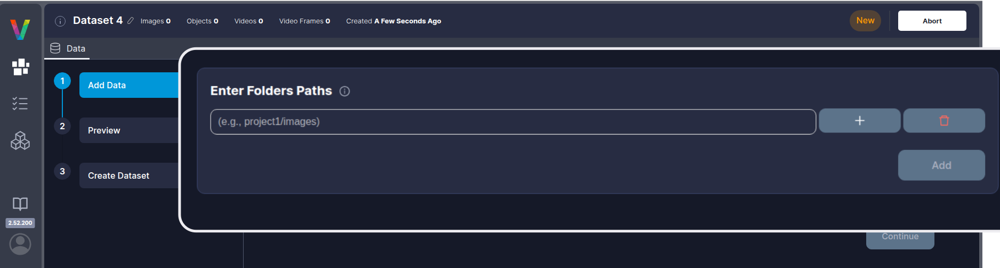 Dataset 4 Images 0 Objects 0 Videos 0 Video Frames 0 Created A Few Seconds Ago New Abort
Data
1 Add Data
2 Preview
3 Create Dataset
Enter Folders Paths
(e.g., project1/images)
Add
Continue
2.52.200